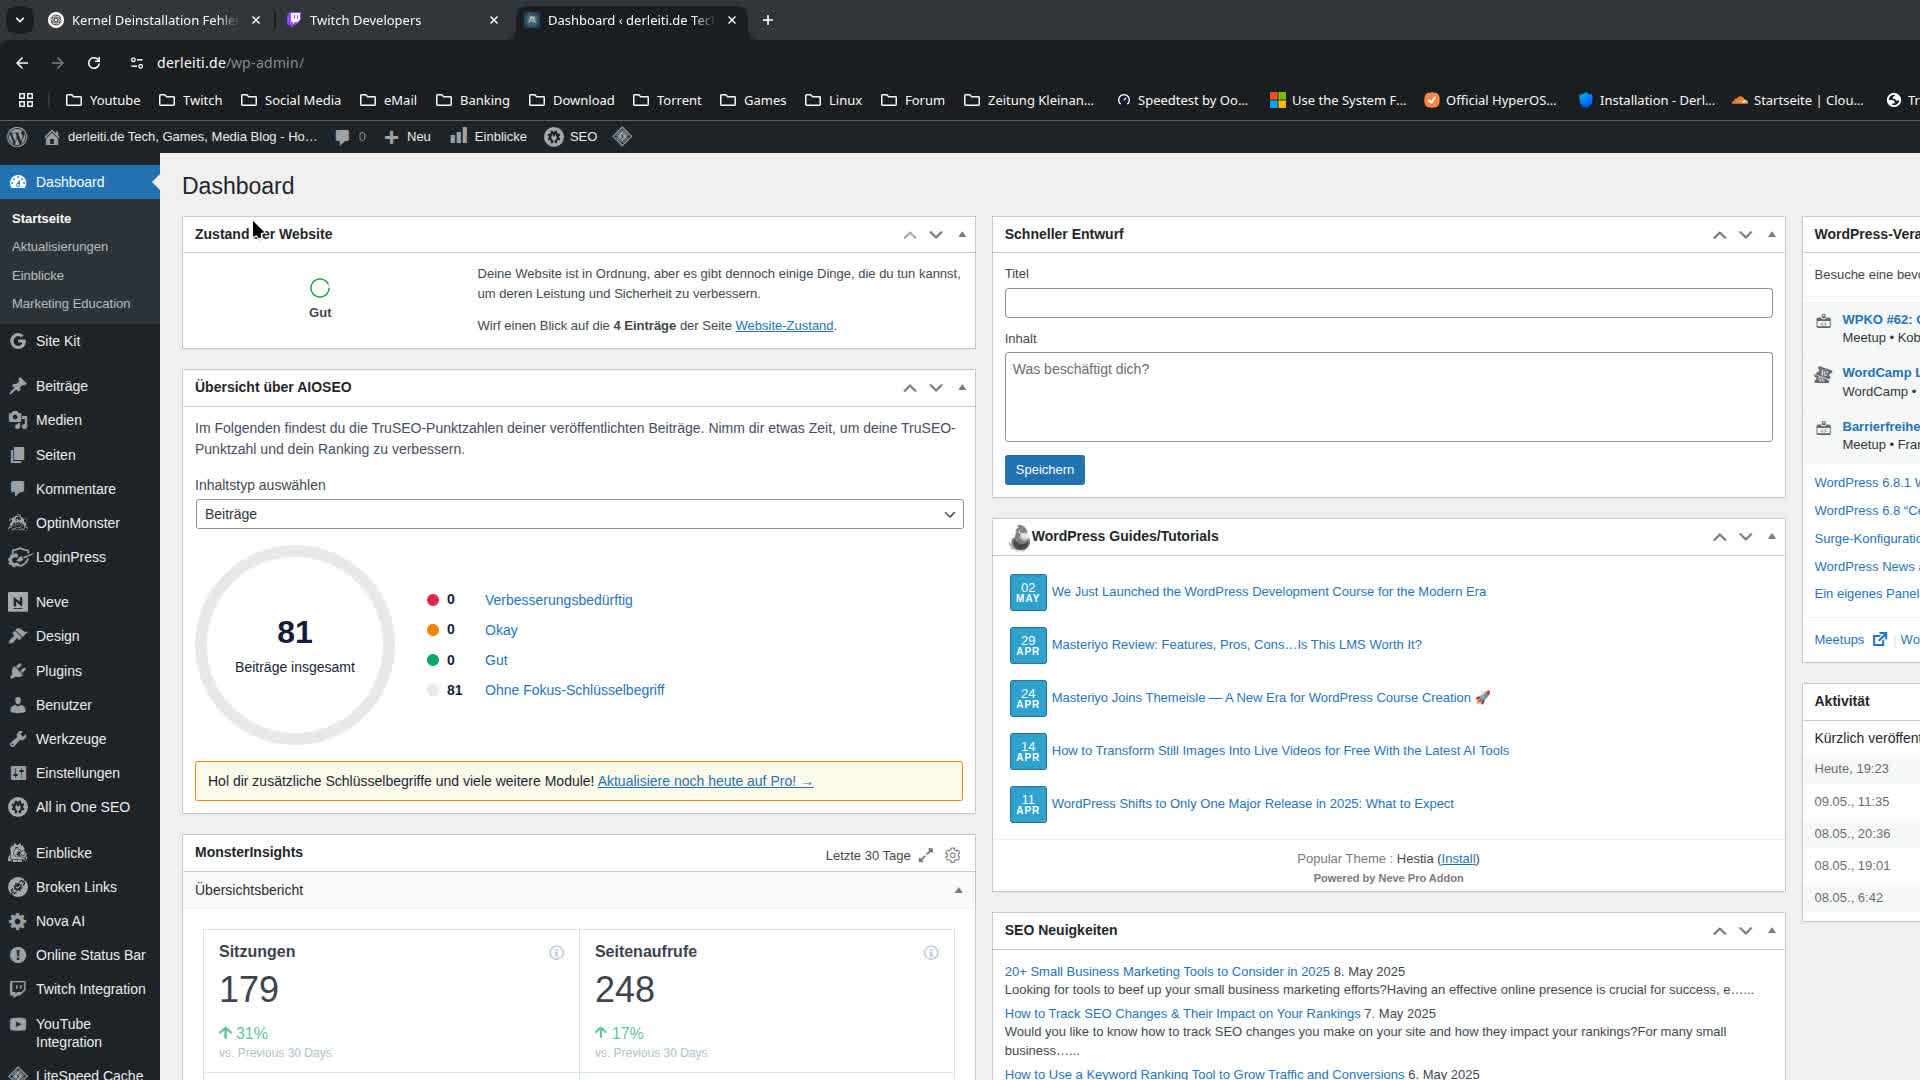 Kernel Deinstallation Fehle
Twitch Developers
Dashboard ‹ derleiti.de Tec
derleiti.de/wp-admin/
Youtube
Twitch
Social Media
eMail
Banking
Download
Torrent
Games
Linux
Forum
Zeitung Kleinan...
Speedtest by Oo...
Use the System F...
Official HyperOS...
Installation - Derl...
Startseite | Clou...
Tr
derleiti.de Tech, Games, Media Blog - Ho…
0
Neu
Einblicke
SEO
Dashboard
Startseite
Aktualisierungen
Einblicke
Marketing Education
Site Kit
Beiträge
Medien
Seiten
Kommentare
OptinMonster
LoginPress
Neve
Design
Plugins
Benutzer
Werkzeuge
Einstellungen
All in One SEO
Einblicke
Broken Links
Nova AI
Online Status Bar
Twitch Integration
YouTube
Integration
LiteSpeed Cache
Dashboard
Zustand der Website
Gut
Deine Website ist in Ordnung, aber es gibt dennoch einige Dinge, die du tun kannst,
um deren Leistung und Sicherheit zu verbessern.
Wirf einen Blick auf die 4 Einträge der Seite Website-Zustand.
Übersicht über AIOSEO
Im Folgenden findest du die TruSEO-Punktzahlen deiner veröffentlichten Beiträge. Nimm dir etwas Zeit, um deine TruSEO-
Punktzahl und dein Ranking zu verbessern.
Inhaltstyp auswählen
Beiträge
81
Beiträge insgesamt
0 Verbesserungsbedürftig
0 Okay
0 Gut
81 Ohne Fokus-Schlüsselbegriff
Hol dir zusätzliche Schlüsselbegriffe und viele weitere Module! Aktualisiere noch heute auf Pro! →
MonsterInsights
Letzte 30 Tage
Übersichtsbericht
Sitzungen
179
31%
vs. Previous 30 Days
Seitenaufrufe
248
17%
vs. Previous 30 Days
Schneller Entwurf
Titel
Inhalt
Was beschäftigt dich?
Speichern
WordPress Guides/Tutorials
02
MAY
We Just Launched the WordPress Development Course for the Modern Era
29
APR
Masteriyo Review: Features, Pros, Cons…Is This LMS Worth It?
24
APR
Masteriyo Joins Themeisle — A New Era for WordPress Course Creation 🚀
14
APR
How to Transform Still Images Into Live Videos for Free With the Latest AI Tools
11
APR
WordPress Shifts to Only One Major Release in 2025: What to Expect
Popular Theme : Hestia (Install)
Powered by Neve Pro Addon
SEO Neuigkeiten
20+ Small Business Marketing Tools to Consider in 2025 8. May 2025
Looking for tools to beef up your small business marketing efforts?Having an effective online presence is crucial for success, e…...
How to Track SEO Changes & Their Impact on Your Rankings 7. May 2025
Would you like to know how to track SEO changes you make on your site and how they impact your rankings?For many small
business…...
How to Use a Keyword Ranking Tool to Grow Traffic and Conversions 6. May 2025
WordPress-Vera
Besuche eine bevo
WPKO #62: C
Meetup • Kob
WordCamp L
WordCamp •
Barrierefreihe
Meetup • Fran
WordPress 6.8.1 W
WordPress 6.8 “Ce
Surge-Konfiguratio
WordPress News
Ein eigenes Panel
Meetups | Wo
Aktivität
Kürzlich veröffent
Heute, 19:23
09.05., 11:35
08.05., 20:36
08.05., 19:01
08.05., 6:42